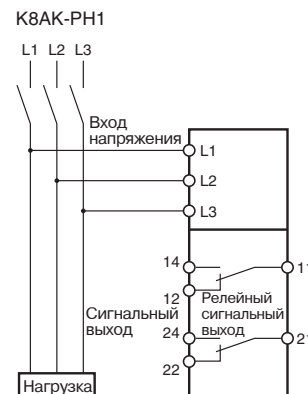 K8AK-PH1
L1 L2 L3
Вход
напряжения
L1
L2
L3
14
11
12
Релейный
сигнальный
выход
Сигнальный
выход
24
21
22
Нагрузка